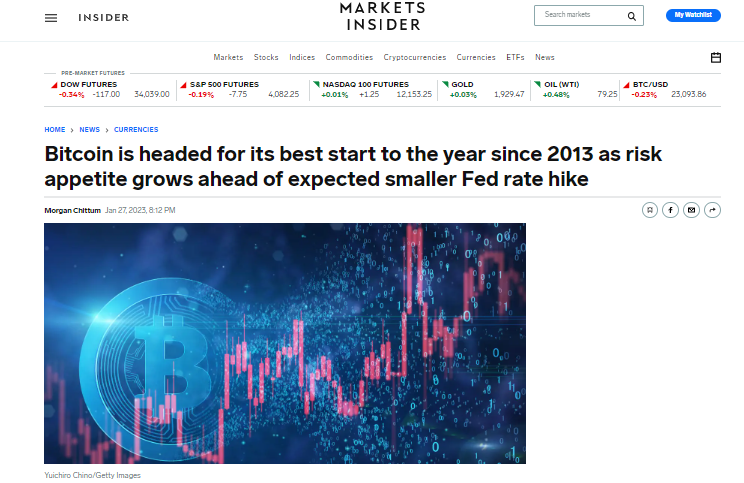 INSIDER
MARKETS
INSIDER
Search markets
My Watchlist
Markets Stocks Indices Commodities Cryptocurrencies Currencies ETFs News
PRE-MARKET FUTURES
DOW FUTURES
-0.34% -117.00 34,039.00
S&P 500 FUTURES
-0.19% -7.75 4,082.25
NASDAQ 100 FUTURES
+0.01% +1.25 12,153.25
GOLD
+0.03% 1,929.47
OIL (WTI)
+0.48% 79.25
BTC/USD
-0.23% 23,093.86
HOME > NEWS > CURRENCIES
Bitcoin is headed for its best start to the year since 2013 as risk
appetite grows ahead of expected smaller Fed rate hike
Morgan Chittum Jan 27, 2023, 8:12 PM
Yuichiro Chino/Getty Images